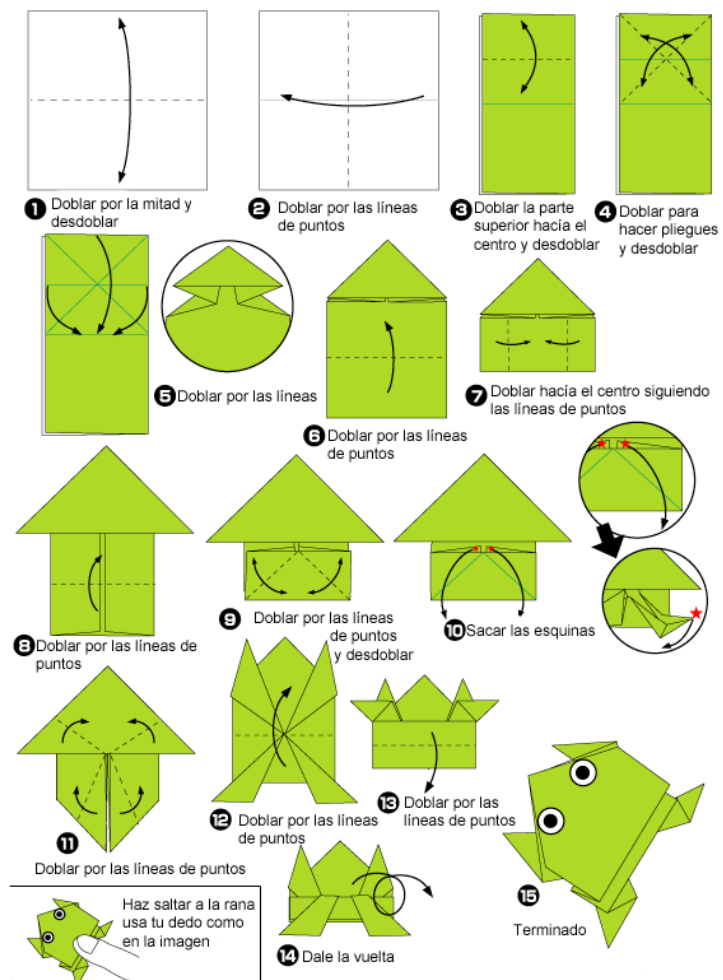 1 Doblar por la mitad y
desdoblar
2 Doblar por las líneas
de puntos
3 Doblar la parte
superior hacía el
centro y desdoblar
4 Doblar para
hacer pliegues
y desdoblar
5 Doblar por las líneas
6 Doblar por las líneas
de puntos
7 Doblar hacía el centro siguiendo
las líneas de puntos
8 Doblar por las líneas de
puntos
9 Doblar por las líneas
de puntos
y desdoblar
10 Sacar las esquinas
11
Doblar por las líneas de puntos
12 Doblar por las líneas
de puntos
13 Doblar por las
líneas de puntos
14 Dale la vuelta
15
Terminado
Haz saltar a la rana
usa tu dedo como
en la imagen